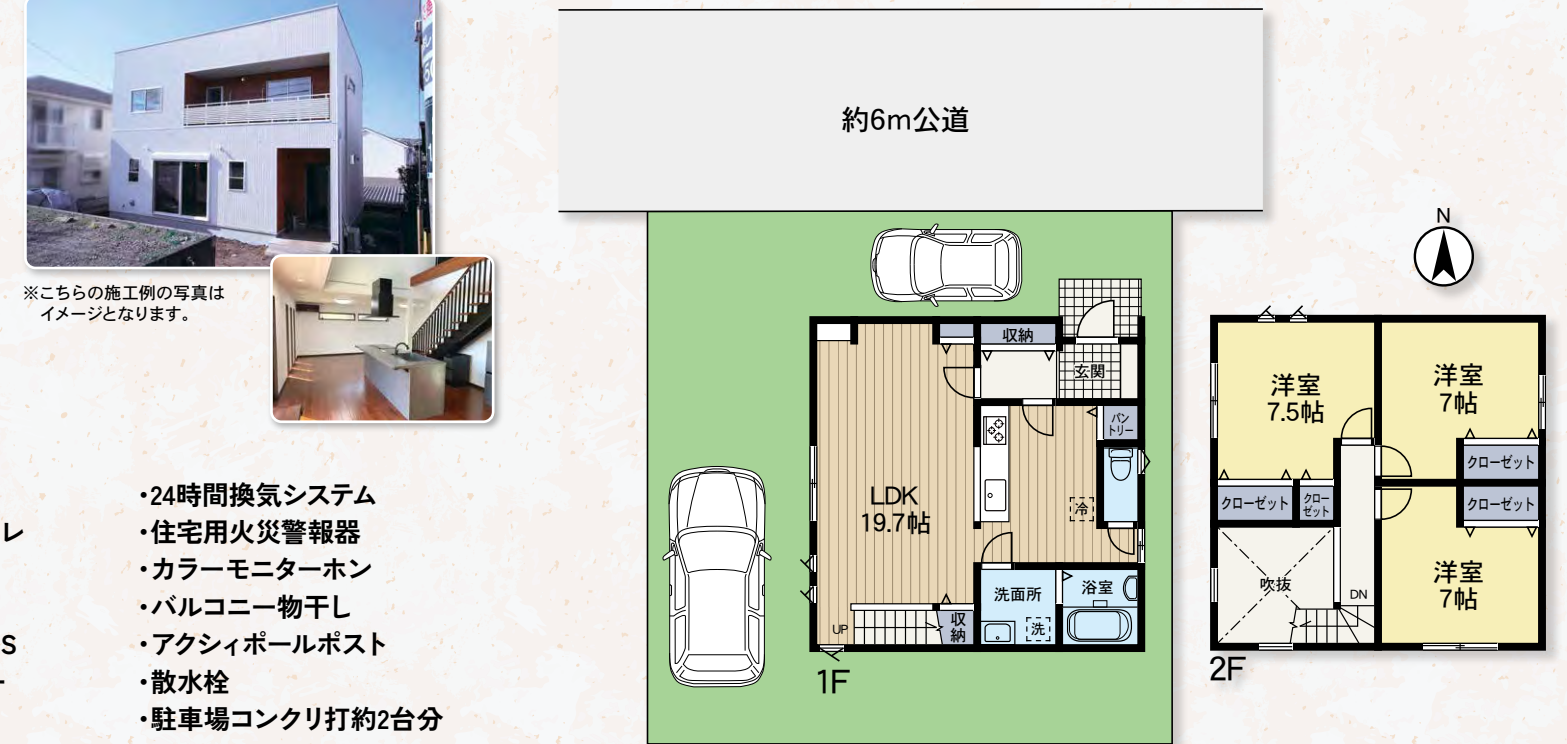 ※こちらの施工例の写真は
イメージとなります。
レ
S
・24時間換気システム
・住宅用火災警報器
・カラーモニターホン
・バルコニー物干し
・アクシィポールポスト
・散水栓
・駐車場コンクリ打約2台分
約6m公道
N
収納
玄関
パン
トリー
LDK
19.7帖
冷
洗面所
浴室
洗
UP
収
納
1F
洋室
7.5帖
洋室
7帖
クローゼット
クローゼット
クロー
ゼット
クローゼット
吹抜
DN
洋室
7帖
2F